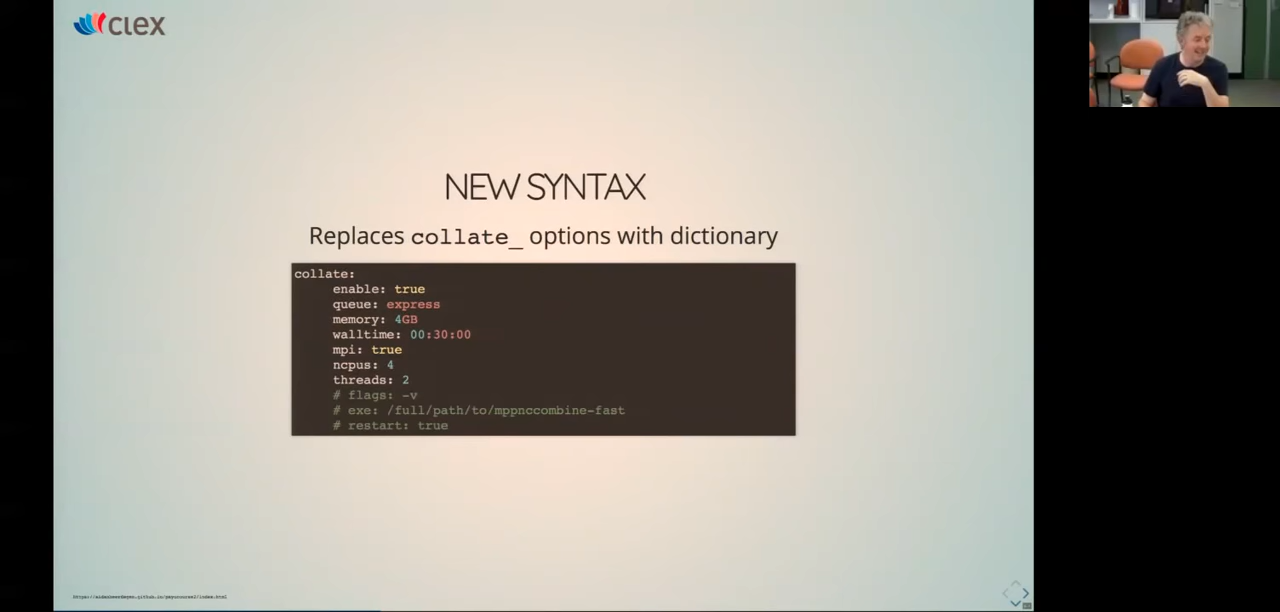 clex
NEW SYNTAX
Replaces collate_ options with dictionary
collate:
enable: true
queue: express
memory: 4GB
walltime: 00:30:00
mpi: true
ncpus: 4
threads: 2
# flags: -v
# exe: /full/path/to/mppnccombine-fast
# restart: true